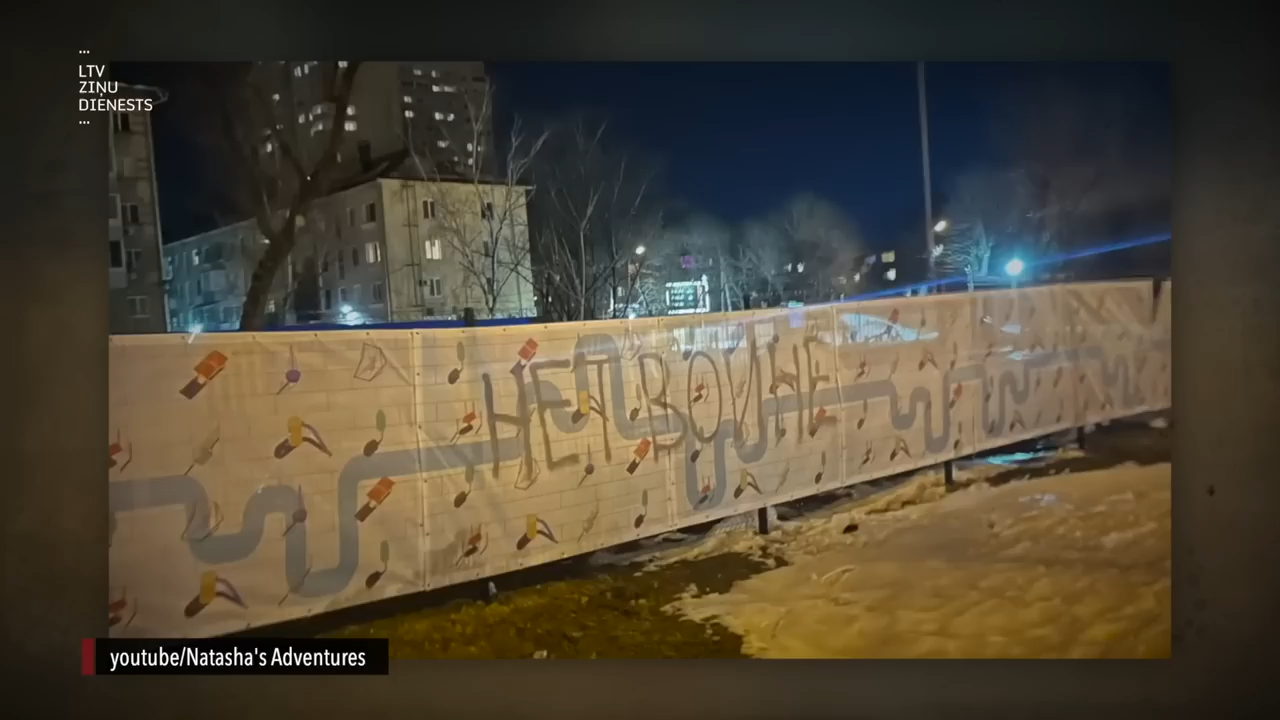 ...
LTV
ZIŅU
DIENESTS
...
НЕТ ВОЙНЕ
youtube/Natasha's Adventures